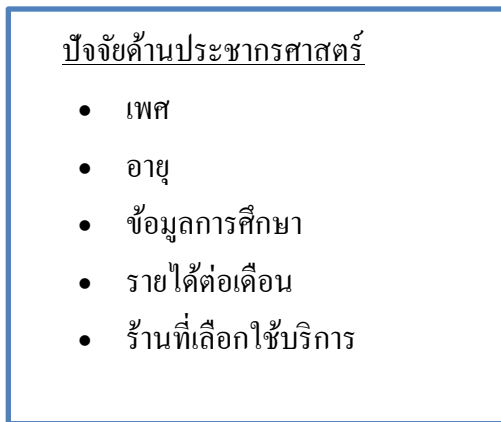 ปัจจัยด้านประชากรศาสตร์
• เพศ
• อายุ
• ข้อมูลการศึกษา
• รายได้ต่อเดือน
• ร้านที่เลือกใช้บริการ